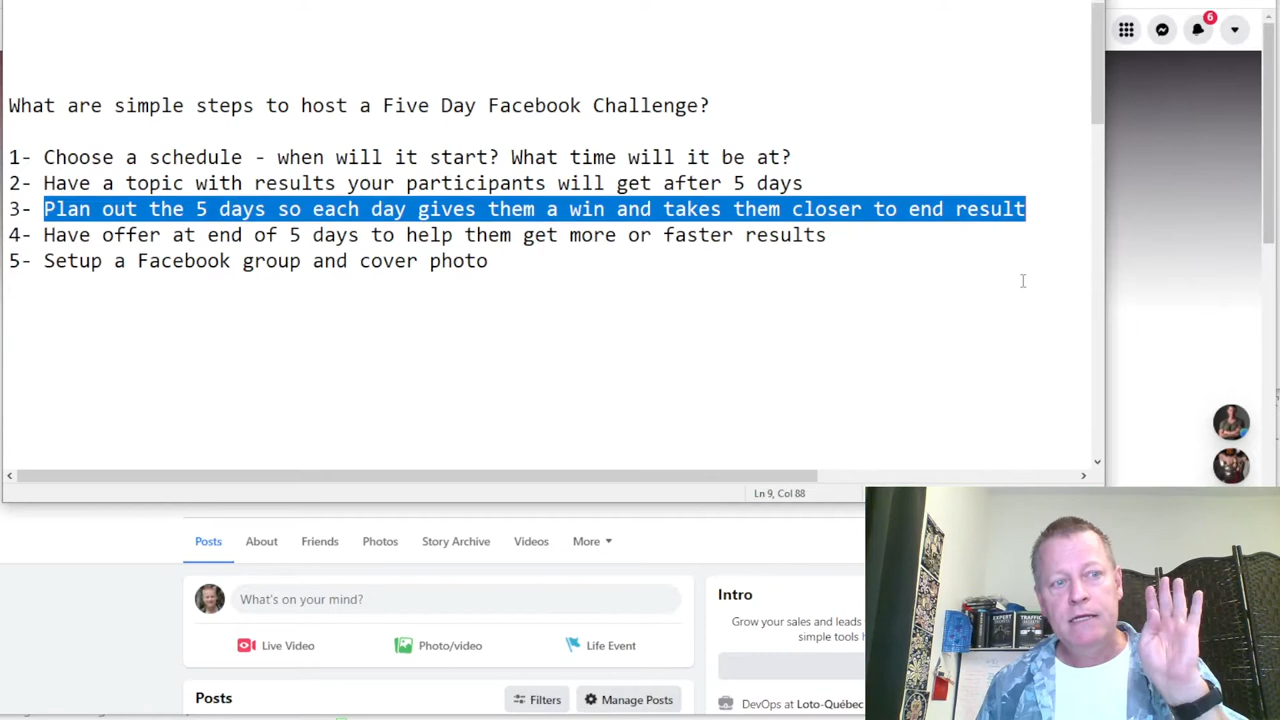 6
What are simple steps to host a Five Day Facebook Challenge?
1- Choose a schedule - when will it start? What time will it be at?
2- Have a topic with results your participants will get after 5 days
3- Plan out the 5 days so each day gives them a win and takes them closer to end result
4- Have offer at end of 5 days to help them get more or faster results
5- Setup a Facebook group and cover photo
Ln 9, Col 88
Posts About Friends Photos Story Archive Videos More
What's on your mind?
Live Video Photo/video Life Event
Posts Filters Manage Posts
Intro
Grow your sales and leads
simple tools
DevOps at Loto-Québec
EXPERT
SECRETS
TRAFFIC
SECRETS